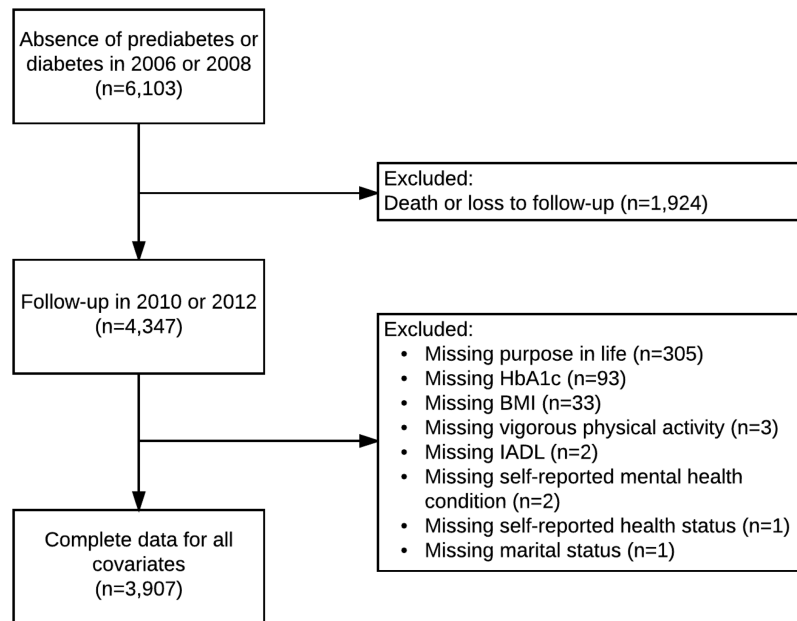 Absence of prediabetes or
diabetes in 2006 or 2008
(n=6,103)
Excluded:
Death or loss to follow-up (n=1,924)
Follow-up in 2010 or 2012
(n=4,347)
Excluded:
• Missing purpose in life (n=305)
• Missing HbA1c (n=93)
• Missing BMI (n=33)
• Missing vigorous physical activity (n=3)
• Missing IADL (n=2)
• Missing self-reported mental health
condition (n=2)
• Missing self-reported health status (n=1)
• Missing marital status (n=1)
Complete data for all
covariates
(n=3,907)